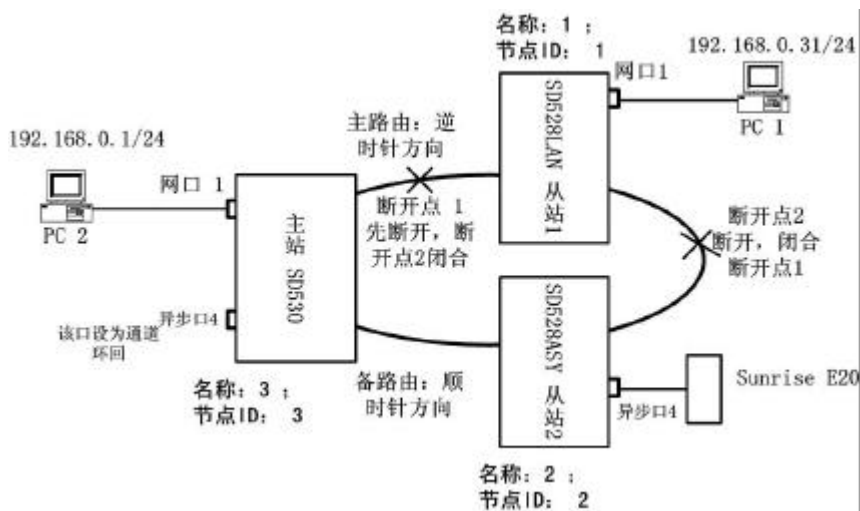 名称：1 ；
节点ID： 1
192.168.0.31/24
网口1
SD528LAN 从站1
PC 1
主路由：逆
时针方向
192.168.0.1/24
网口 1
PC 2
断开点 1
先断开，断
开点2闭合
断开点2
断开，闭合
断开点1
主站 SD530
SD528ASY 从站2
异步口4
该口设为通道
环回
备路由：顺
时针方向
Sunrise E20
异步口4
名称：3 ；
节点ID： 3
名称：2 ；
节点ID： 2